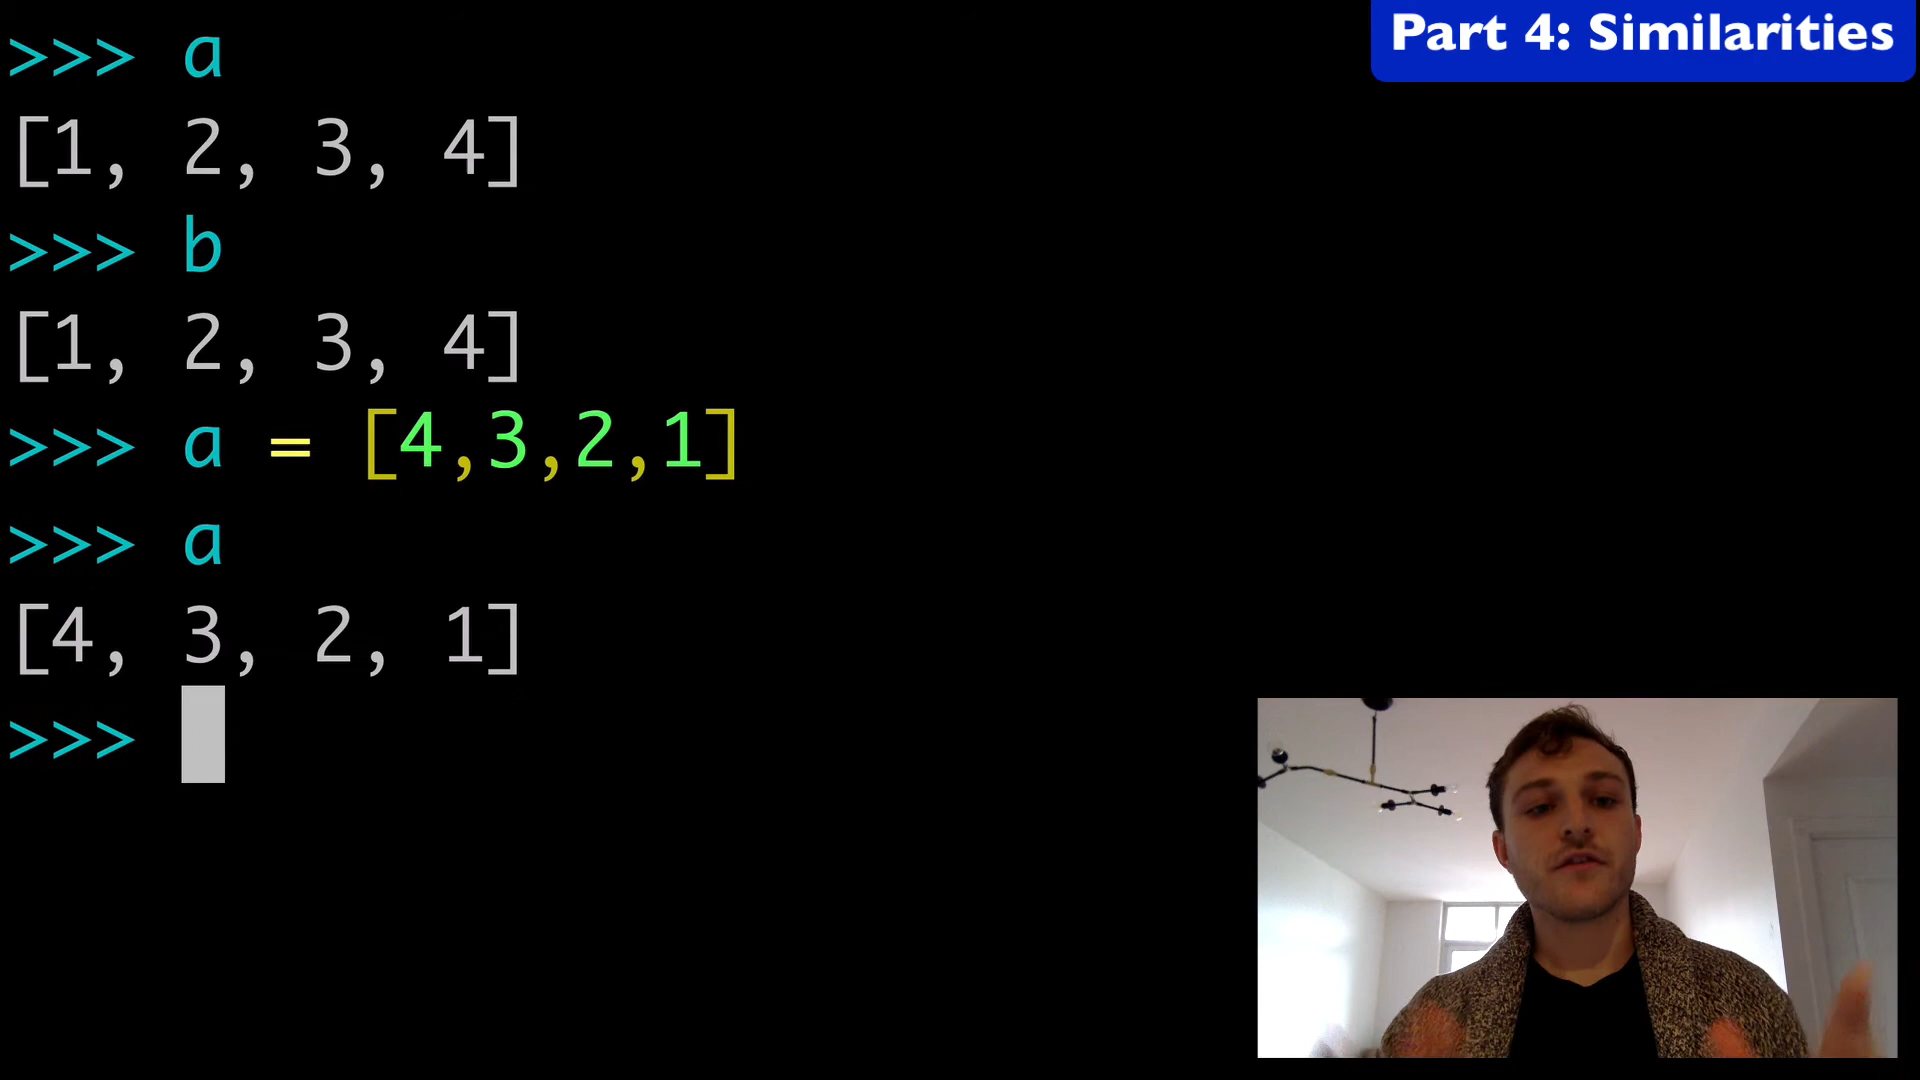 Part 4: Similarities
>>> a
[1, 2, 3, 4]
>>> b
[1, 2, 3, 4]
>>> a = [4,3,2,1]
>>> a
[4, 3, 2, 1]
>>>